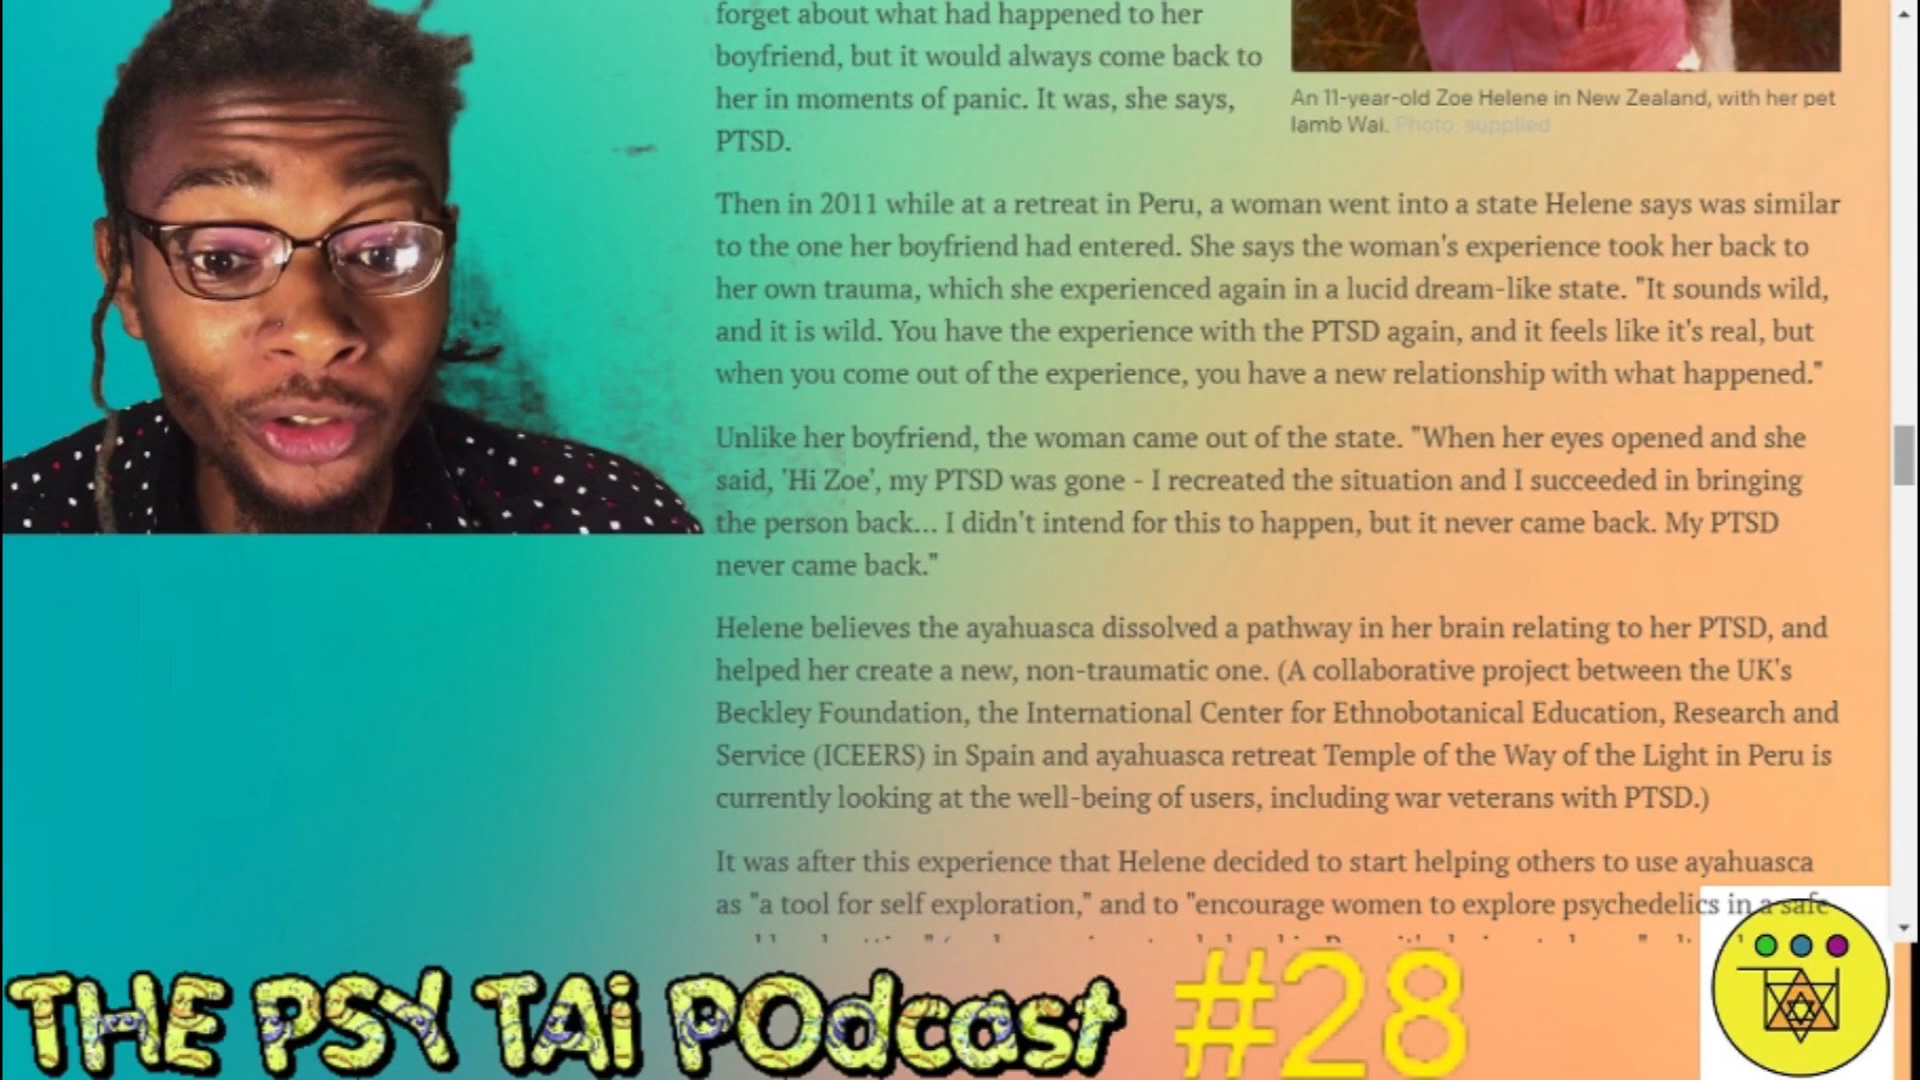 forget about what had happened to her
boyfriend, but it would always come back to
her in moments of panic. It was, she says,
PTSD.
An 11-year-old Zoe Helene in New Zealand, with her pet
lamb Wai. Photo: supplied
Then in 2011 while at a retreat in Peru, a woman went into a state Helene says was similar
to the one her boyfriend had entered. She says the woman's experience took her back to
her own trauma, which she experienced again in a lucid dream-like state. "It sounds wild,
and it is wild. You have the experience with the PTSD again, and it feels like it's real, but
when you come out of the experience, you have a new relationship with what happened."
Unlike her boyfriend, the woman came out of the state. "When her eyes opened and she
said, 'Hi Zoe', my PTSD was gone - I recreated the situation and I succeeded in bringing
the person back... I didn't intend for this to happen, but it never came back. My PTSD
never came back."
Helene believes the ayahuasca dissolved a pathway in her brain relating to her PTSD, and
helped her create a new, non-traumatic one. (A collaborative project between the UK's
Beckley Foundation, the International Center for Ethnobotanical Education, Research and
Service (ICEERS) in Spain and ayahuasca retreat Temple of the Way of the Light in Peru is
currently looking at the well-being of users, including war veterans with PTSD.)
It was after this experience that Helene decided to start helping others to use ayahuasca
as "a tool for self exploration," and to "encourage women to explore psychedelics in a safe
THE PSY TAi POdcast #28